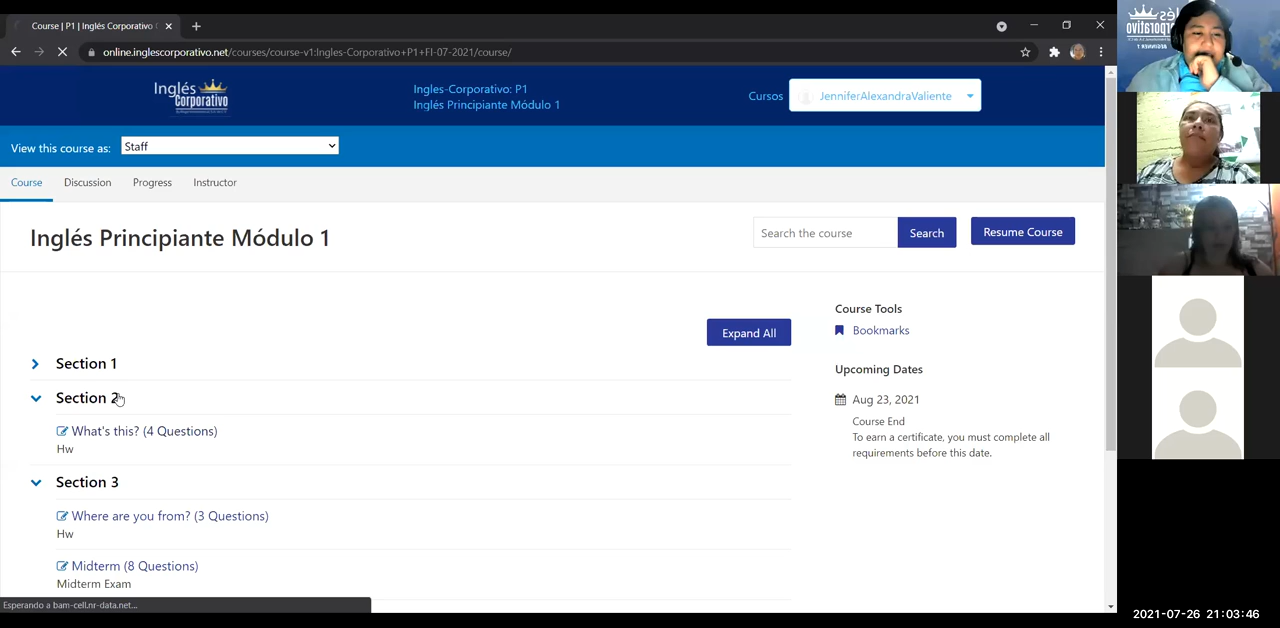 Course | P1 | Inglés Corporativo
online.inglescorporativo.net/courses/course-v1:Ingles-Corporativo+P1+FI-07-2021/course/
Inglés
Corporativo
Ingles-Corporativo: P1
Inglés Principiante Módulo 1
Cursos
JenniferAlexandraValiente
View this course as:
Staff
Course
Discussion
Progress
Instructor
Inglés Principiante Módulo 1
Search the course
Search
Resume Course
Expand All
Section 1
Section 2
What's this? (4 Questions)
Hw
Section 3
Where are you from? (3 Questions)
Hw
Midterm (8 Questions)
Midterm Exam
Course Tools
Bookmarks
Upcoming Dates
Aug 23, 2021
Course End
To earn a certificate, you must complete all
requirements before this date.
Esperando a bam-cell.nr-data.net...
2021-07-26 21:03:46